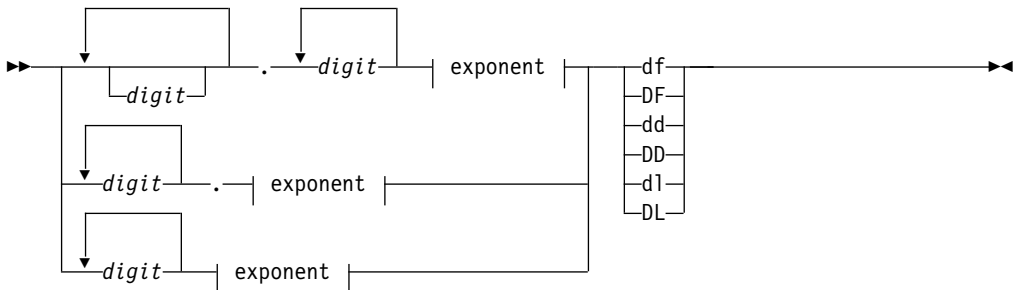 . digit exponent df
digit DF
dd
DD
digit . exponent dl
DL
digit exponent